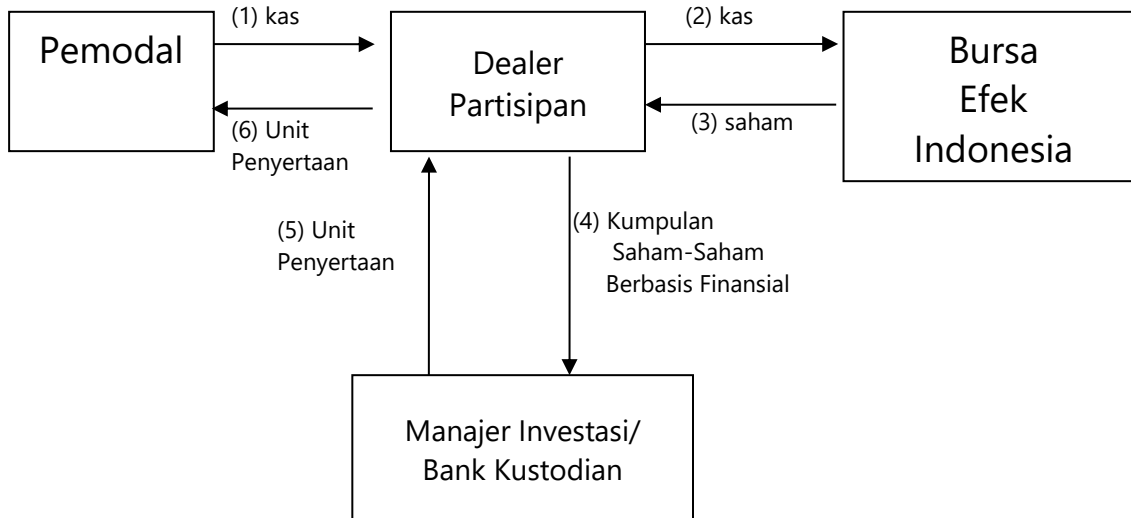 (1) kas
(2) kas
Pemodal
Dealer
Partisipan
Bursa
Efek
Indonesia
(6) Unit
Penyertaan
(3) saham
(5) Unit
Penyertaan
(4) Kumpulan
Saham-Saham
Berbasis Finansial
Manajer Investasi/
Bank Kustodian